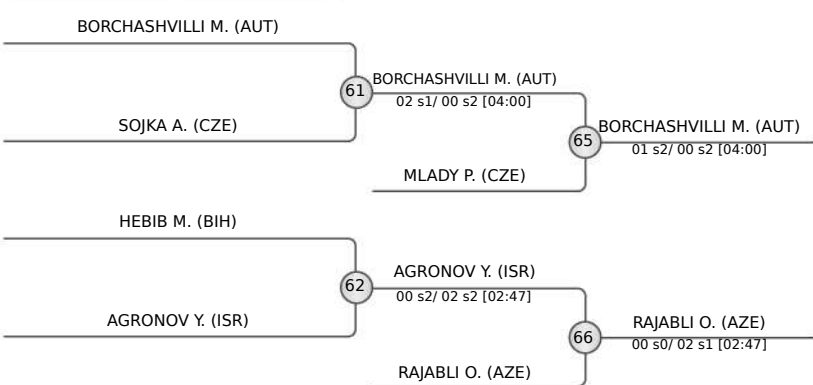 BORCHASHVILLI M. (AUT)
61
BORCHASHVILLI M. (AUT)
02 s1/ 00 s2 [04:00]
SOJKA A. (CZE)
65
BORCHASHVILLI M. (AUT)
01 s2/ 00 s2 [04:00]
MLADY P. (CZE)
HEBIB M. (BIH)
62
AGRONOV Y. (ISR)
00 s2/ 02 s2 [02:47]
AGRONOV Y. (ISR)
66
RAJABLI O. (AZE)
00 s0/ 02 s1 [02:47]
RAJABLI O. (AZE)